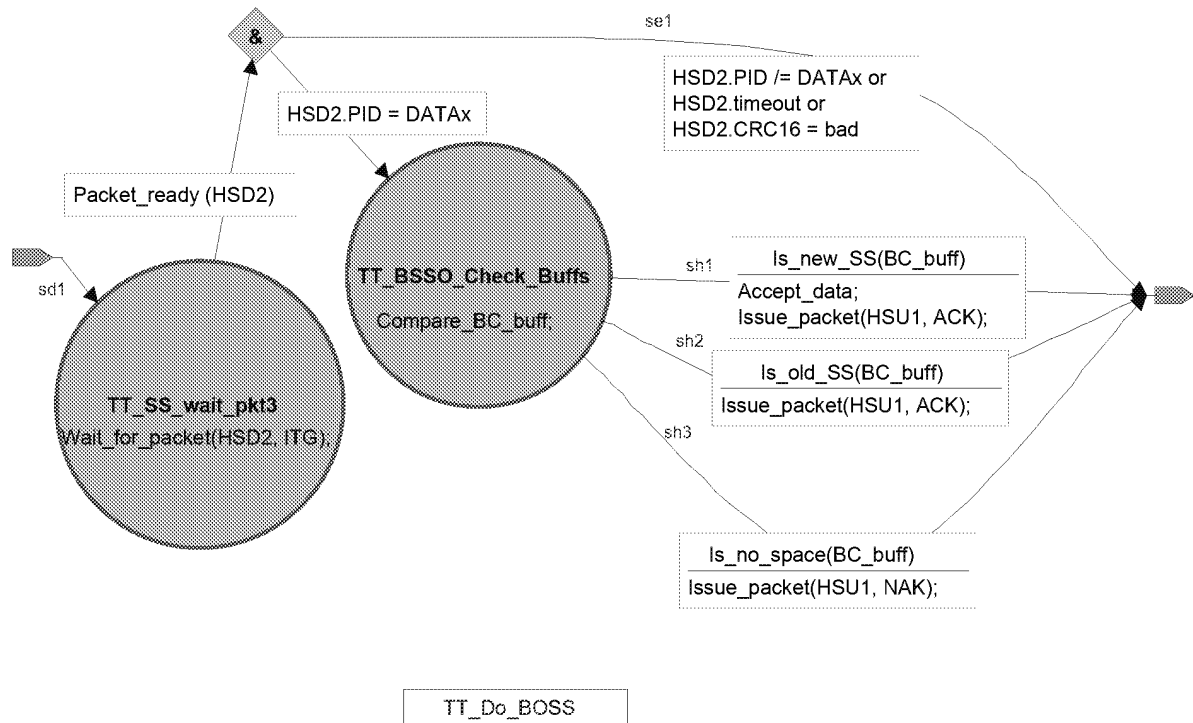 &
se1
HSD2.PID /= DATAx or
HSD2.timeout or
HSD2.CRC16 = bad
HSD2.PID = DATAx
Packet_ready (HSD2)
sd1
TT_BSSO_Check_Buffs
Compare_BC_buff;
sh1
Is_new_SS(BC_buff)
Accept_data;
Issue_packet(HSU1, ACK);
sh2
Is_old_SS(BC_buff)
Issue_packet(HSU1, ACK);
TT_SS_wait_pkt3
Wait_for_packet(HSD2, ITG);
sh3
Is_no_space(BC_buff)
Issue_packet(HSU1, NAK);
TT_Do_BOSS